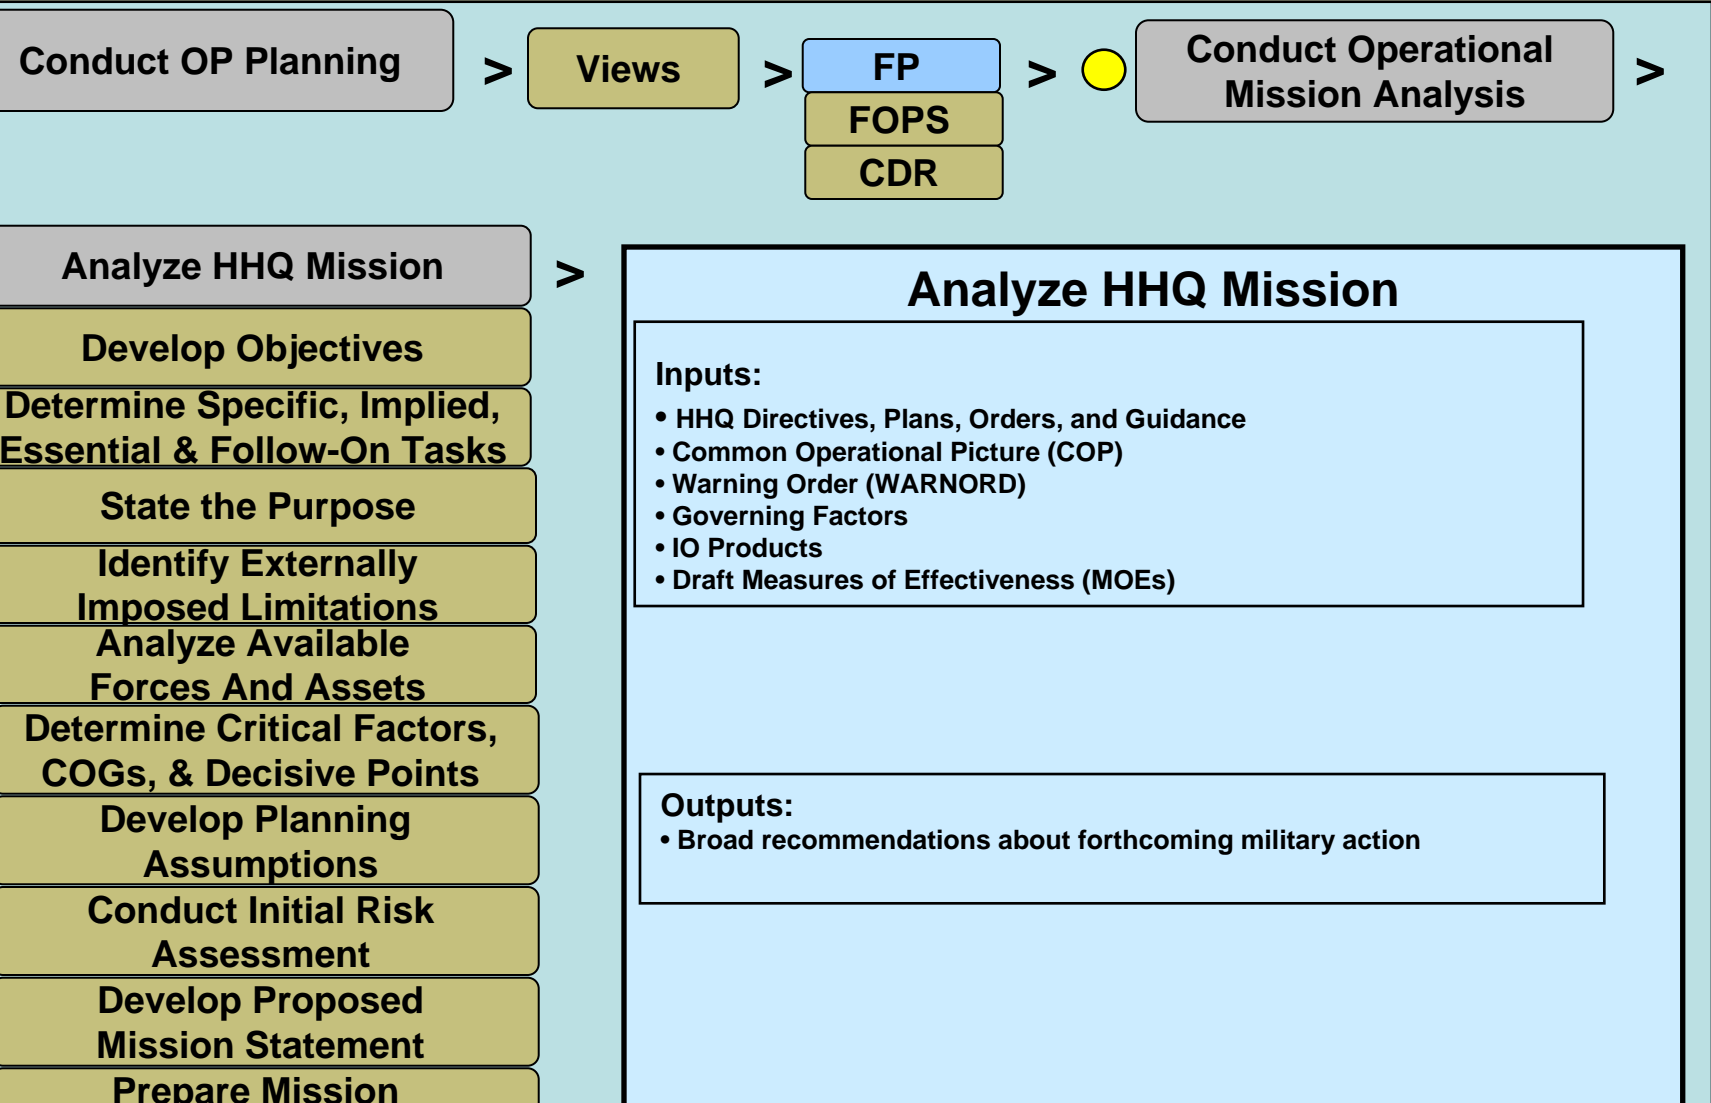 Conduct OP Planning
>
Views
>
FP
FOPS
CDR
>
Conduct Operational
Mission Analysis
>
Analyze HHQ Mission
>
Develop Objectives
Determine Specific, Implied,
Essential & Follow-On Tasks
State the Purpose
Identify Externally
Imposed Limitations
Analyze Available
Forces And Assets
Determine Critical Factors,
COGs, & Decisive Points
Develop Planning
Assumptions
Conduct Initial Risk
Assessment
Develop Proposed
Mission Statement
Prepare Mission
Analyze HHQ Mission
Inputs:
• HHQ Directives, Plans, Orders, and Guidance
• Common Operational Picture (COP)
• Warning Order (WARNORD)
• Governing Factors
• IO Products
• Draft Measures of Effectiveness (MOEs)
Outputs:
• Broad recommendations about forthcoming military action